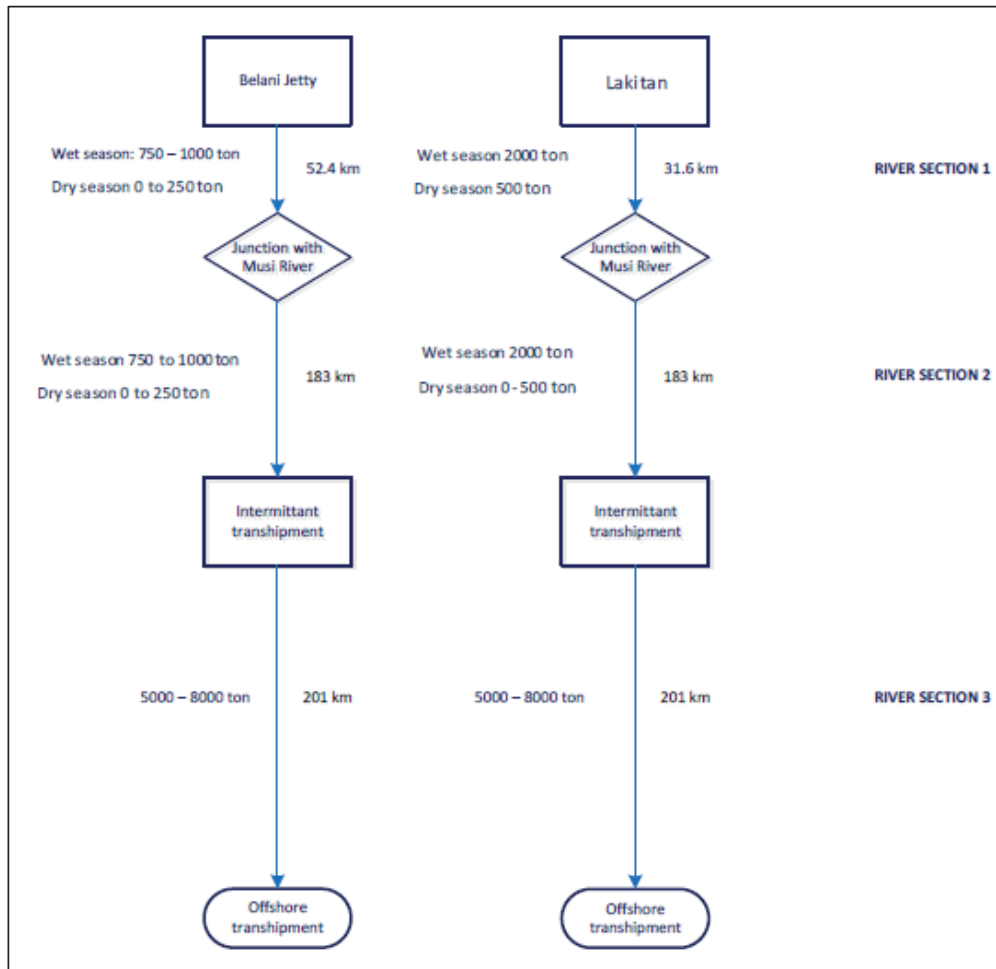 Belani Jetty
Lakitan
Wet season: 750 – 1000 ton
52.4 km
Dry season 0 to 250 ton
Wet season 2000 ton
31.6 km
Dry season 500 ton
RIVER SECTION 1
Junction with
Musi River
Junction with
Musi River
Wet season 750 to 1000 ton
183 km
Dry season 0 to 250 ton
Wet season 2000 ton
183 km
Dry season 0 - 500 ton
RIVER SECTION 2
Intermittant
transhipment
Intermittant
transhipment
5000 – 8000 ton
201 km
5000 – 8000 ton
201 km
RIVER SECTION 3
Offshore
transhipment
Offshore
transhipment